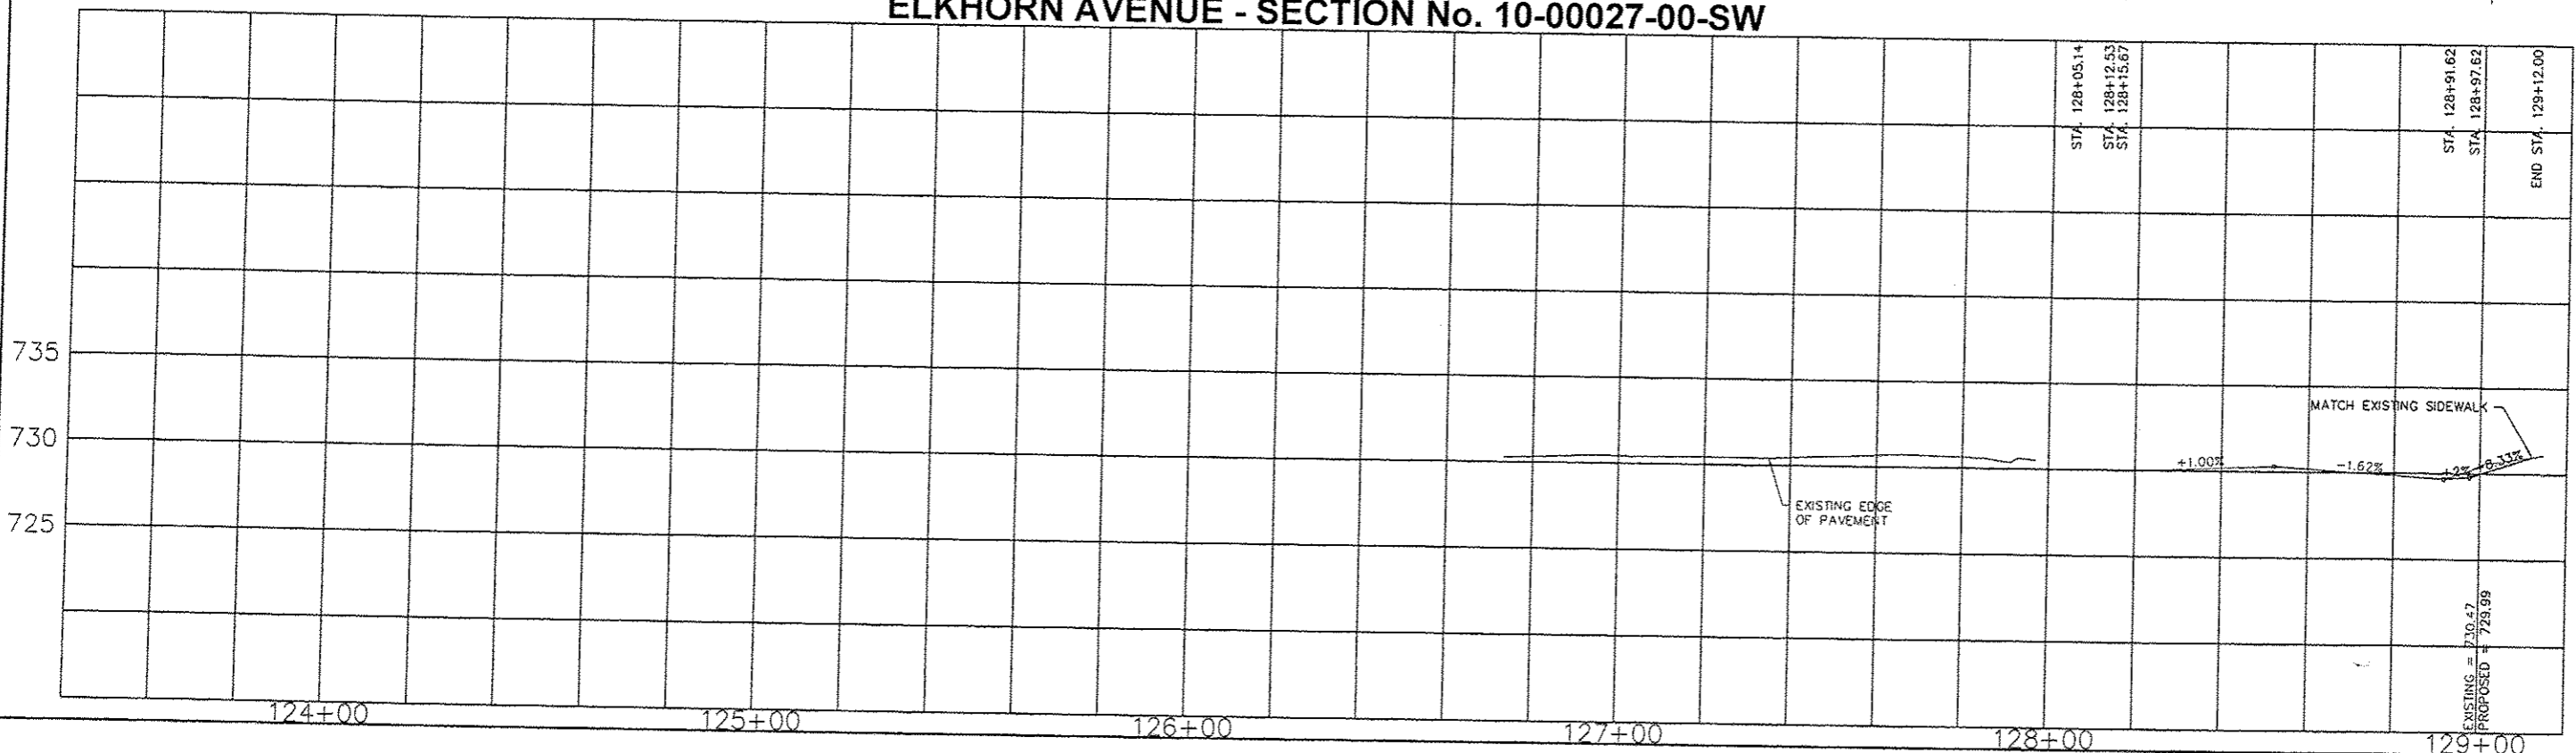 ELKHORN AVENUE - SECTION No. 10-00027-00-SW
STA. 128+05.14
STA. 128+12.53
STA. 128+15.67
STA. 128+91.62
STA. 128+97.62
END STA. 129+12.00
735
730
725
MATCH EXISTING SIDEWALK
+1.00%
-1.62%
+2%
+8.33%
EXISTING EDGE
OF PAVEMENT
EXISTING = 730.47
PROPOSED = 729.99
124+00
125+00
126+00
127+00
128+00
129+00